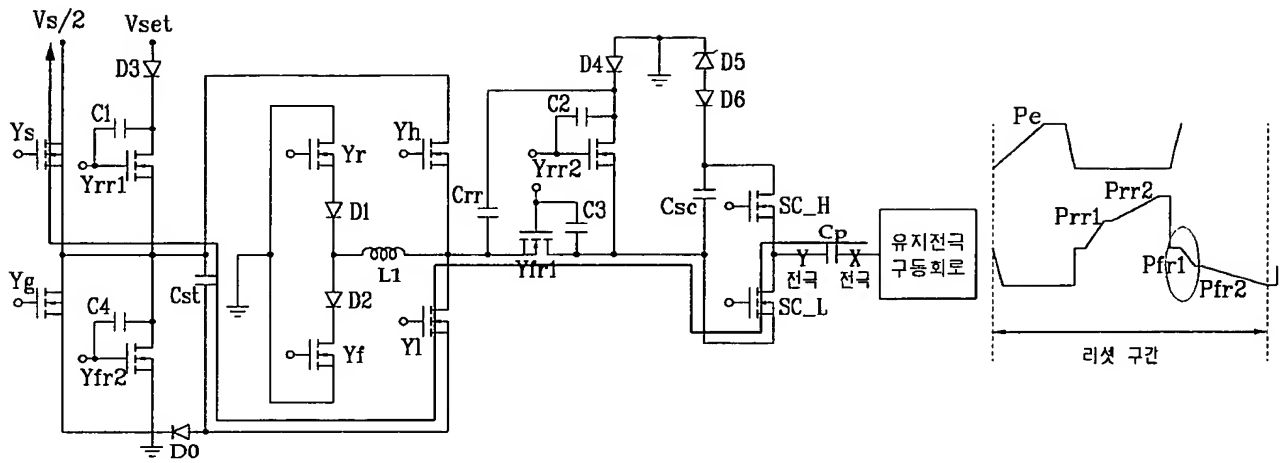 Vs/2
Vset
D3
C1
Ys
Yrr1
Yg
C4
Yfr2
D0
Cst
Yr
D1
L1
D2
Yf
Yh
Yl
Crr
D4
C2
Yrr2
C3
Yfr1
D5
D6
Csc
SC_H
SC_L
Cp
Y
전극
X
전극
유지전극
구동회로
Pe
Prr1
Prr2
Pfr1
Pfr2
리셋 구간